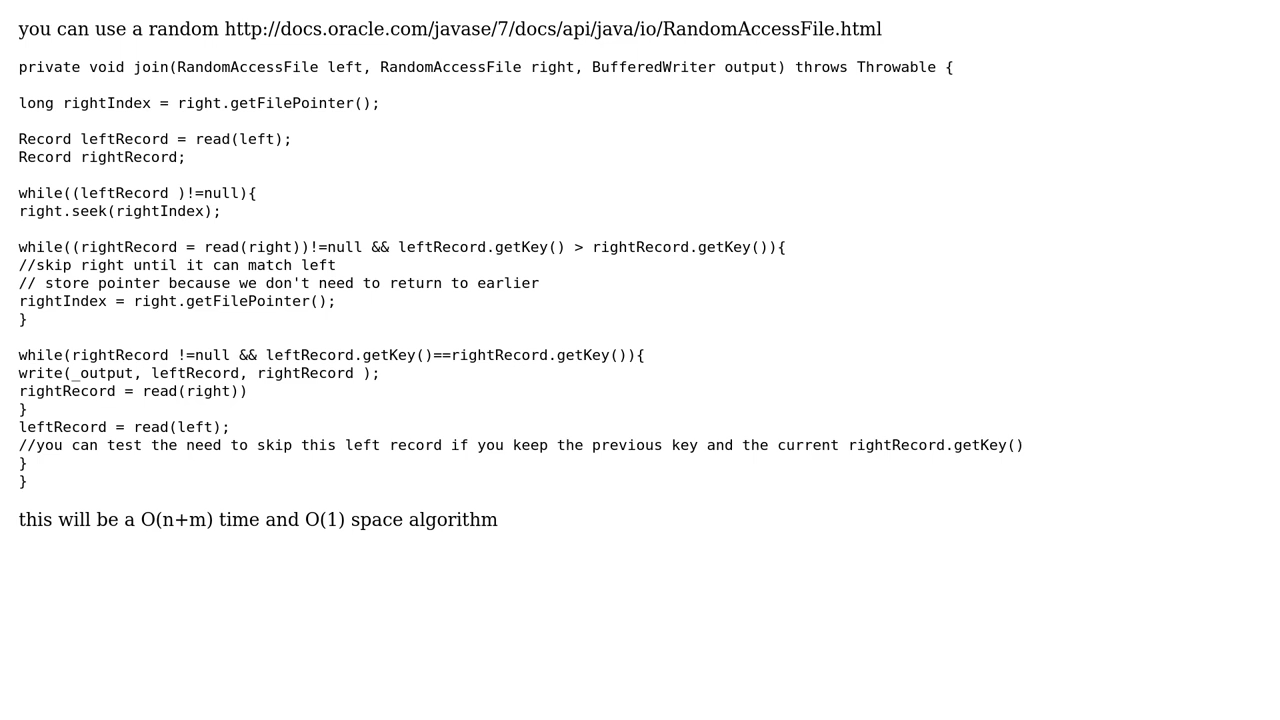 you can use a random http://docs.oracle.com/javase/7/docs/api/java/io/RandomAccessFile.html
private void join(RandomAccessFile left, RandomAccessFile right, BufferedWriter output) throws Throwable {
long rightIndex = right.getFilePointer();
Record leftRecord = read(left);
Record rightRecord;
while((leftRecord )!=null){
right.seek(rightIndex);
while((rightRecord = read(right))!=null && leftRecord.getKey() > rightRecord.getKey()){
//skip right until it can match left
// store pointer because we don't need to return to earlier
rightIndex = right.getFilePointer();
}
while(rightRecord !=null && leftRecord.getKey()==rightRecord.getKey()){
write(_output, leftRecord, rightRecord );
rightRecord = read(right))
}
leftRecord = read(left);
//you can test the need to skip this left record if you keep the previous key and the current rightRecord.getKey()
}
}
this will be a O(n+m) time and O(1) space algorithm